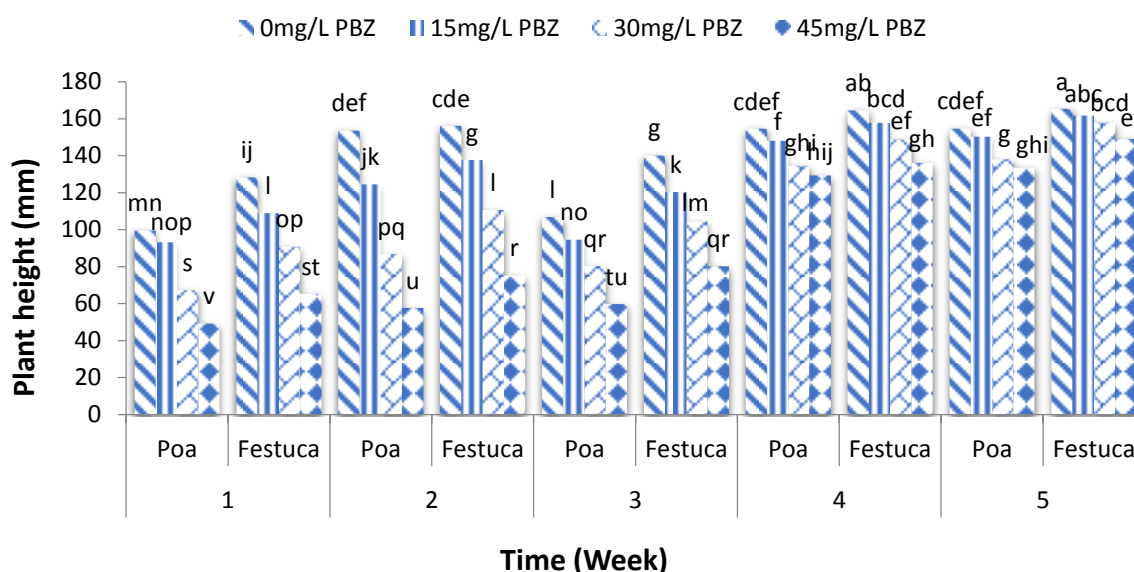 0mg/L PBZ 15mg/L PBZ 30mg/L PBZ 45mg/L PBZ
Plant height (mm)
180
160
140
120
100
80
60
40
20
0
mn nop s v
ij l op st
def jk pq u
cde g l r
l no qr tu
g k lm qr
cdef f ghi hij
ab bcd ef gh
cdef ef g ghi
a abc bcd e
Poa Festuca Poa Festuca Poa Festuca Poa Festuca Poa Festuca
1 2 3 4 5
Time (Week)